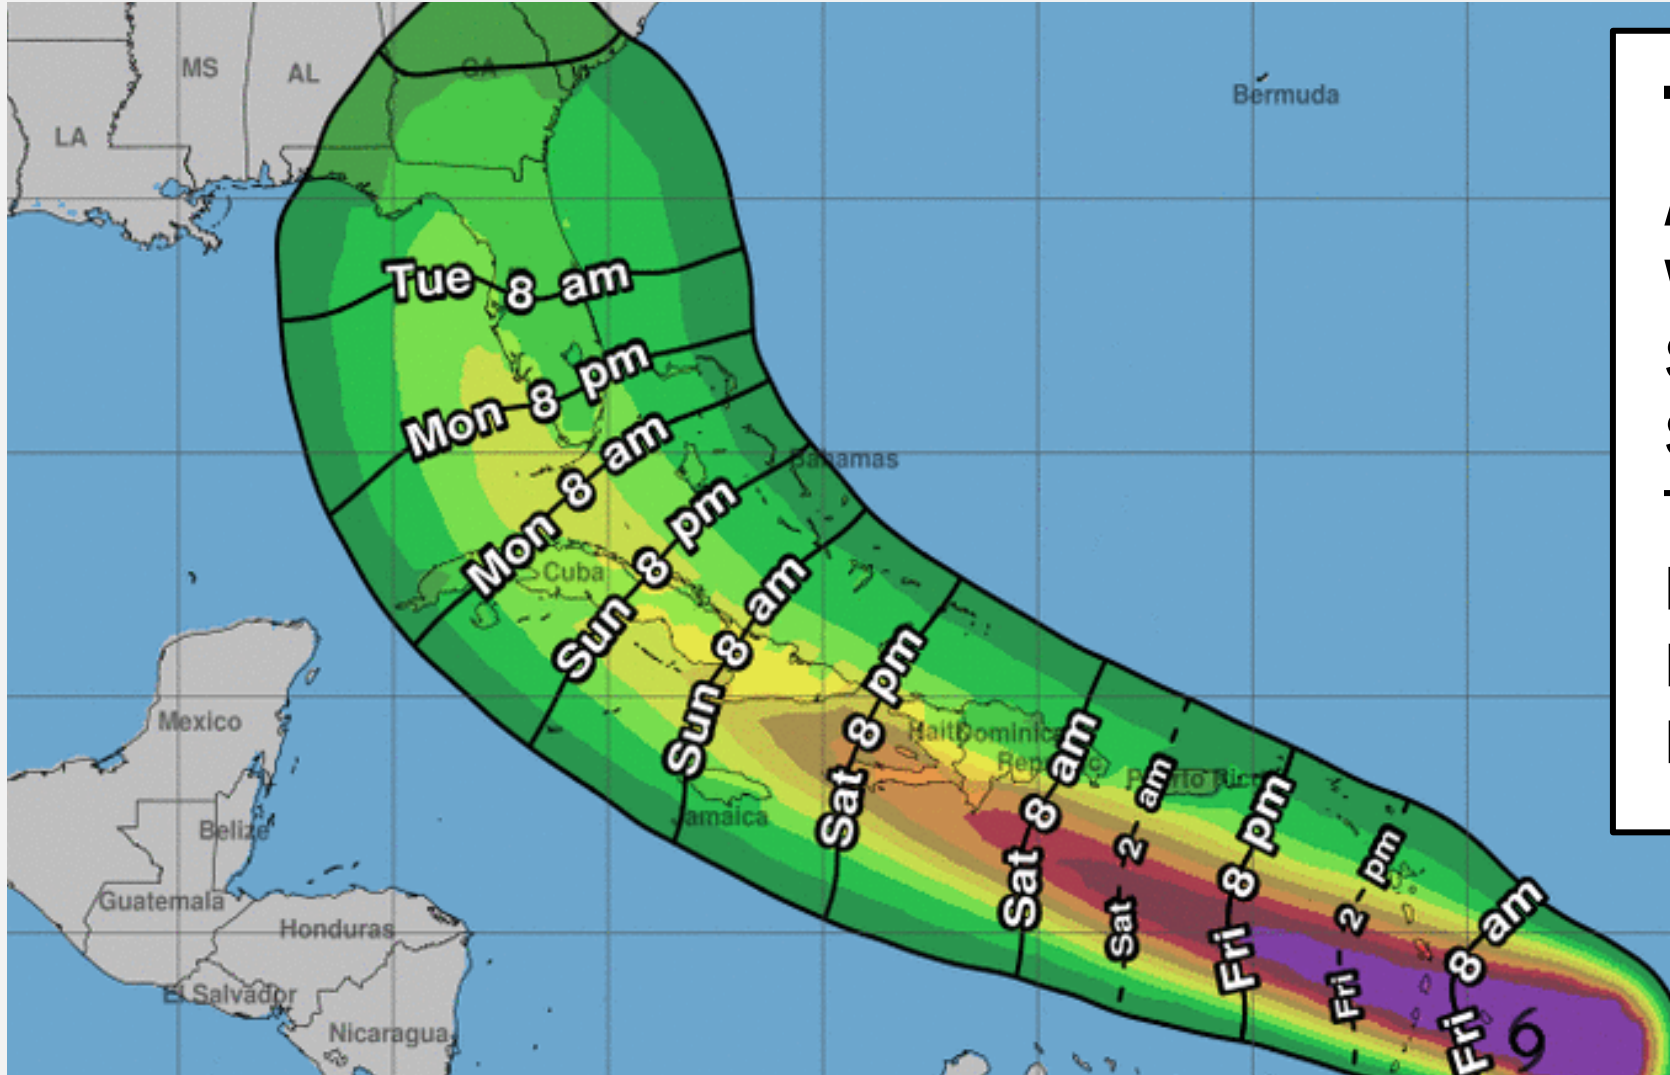 MS
AL
GA
LA
Bermuda
Tue 8 am
Mon 8 pm
Mon 8 am
Bahamas
Sun 8 pm
Cuba
Sun 8 am
Sat 8 pm
Mexico
Haiti
Dominica
Republic
Sat 8 am
Puerto Rico
Sat 2 am
Fri 8 pm
Jamaica
Belize
Fri 2 pm
Guatemala
Honduras
Fri 8 am
El Salvador
Nicaragua